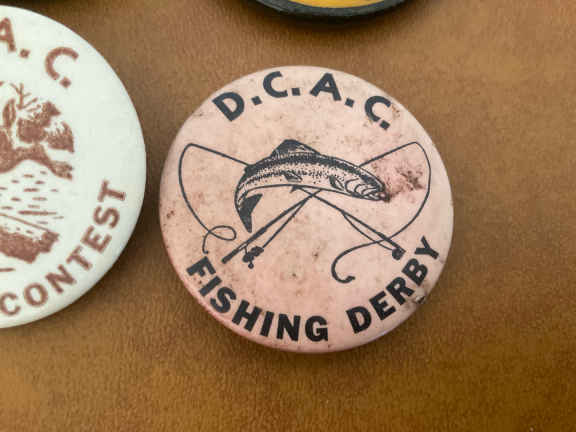 A. C.
CONTEST
D.C.A.C.
FISHING DERBY